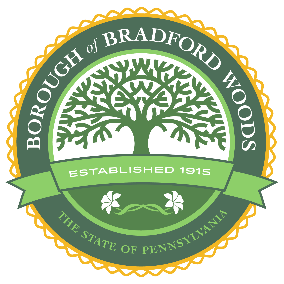 BOROUGH of BRADFORD WOODS
ESTABLISHED 1915
THE STATE OF PENNSYLVANIA